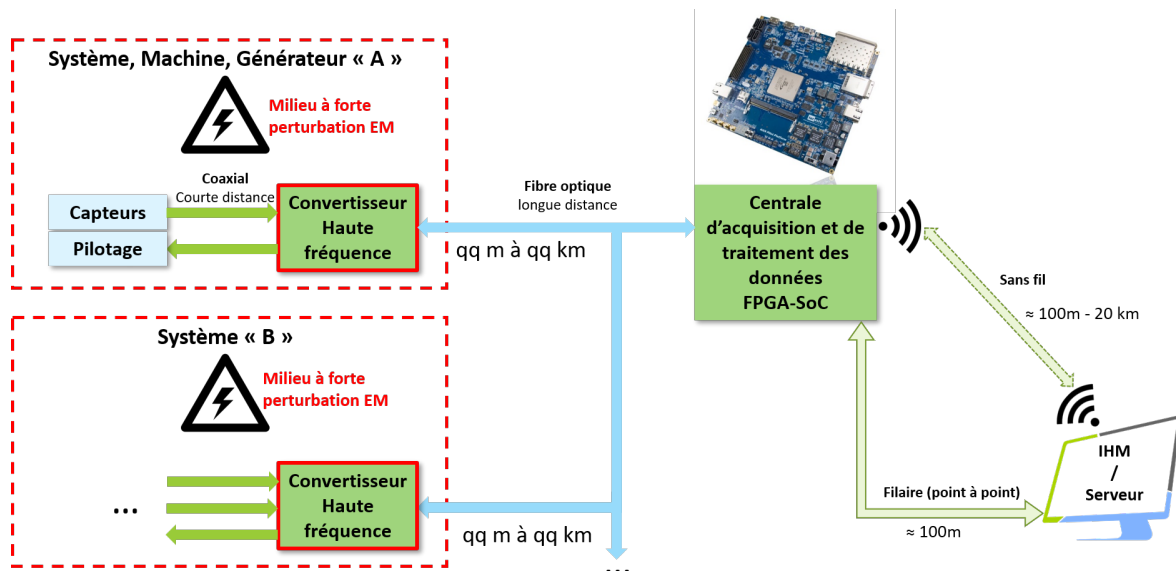 Système, Machine, Générateur « A »
Milieu à forte
perturbation EM
Coaxial
Courte distance
Capteurs
Pilotage
Convertisseur
Haute
fréquence
Fibre optique
longue distance
qq m à qq km
Centrale
d'acquisition et de
traitement des
données
FPGA-SoC
Sans fil
≈ 100m - 20 km
Système « B »
Milieu à forte
perturbation EM
...
Convertisseur
Haute
fréquence
qq m à qq km
...
Filaire (point à point)
≈ 100m
IHM
/
Serveur